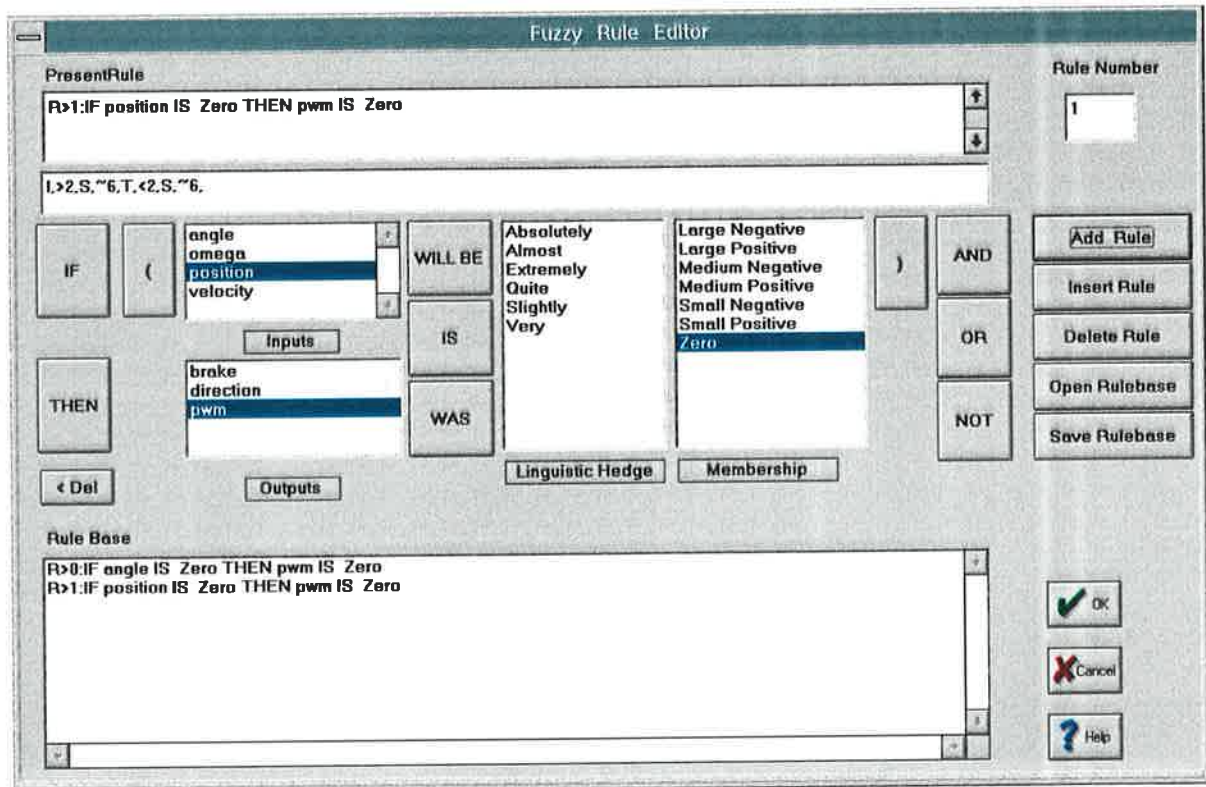 Fuzzy Rule Editor
PresentRule
Rule Number
R>1:IF position IS Zero THEN pwm IS Zero
1
I,>2,S,~6,T,<2,S,~6,
IF
(
angle
omega
position
velocity
Inputs
WILL BE
IS
WAS
Absolutely
Almost
Extremely
Quite
Slightly
Very
Linguistic Hedge
Large Negative
Large Positive
Medium Negative
Medium Positive
Small Negative
Small Positive
Zero
Membership
)
AND
OR
NOT
Add Rule
Insert Rule
Delete Rule
Open Rulebase
Save Rulebase
THEN
brake
direction
pwm
< Del
Outputs
Rule Base
R>0:IF angle IS Zero THEN pwm IS Zero
R>1:IF position IS Zero THEN pwm IS Zero
OK
Cancel
Help